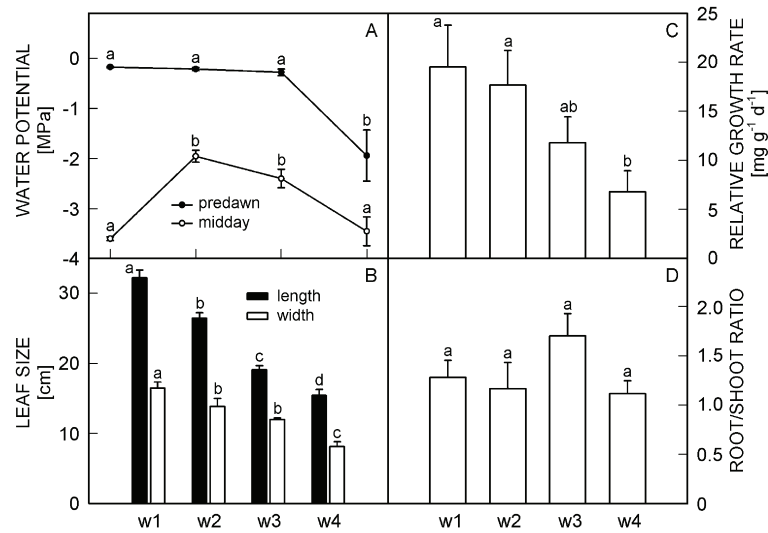 A
WATER POTENTIAL
[MPa]
0
-1
-2
-3
-4
a a a b
a b b a
predawn
midday
C
a a ab b
25
20
15
10
5
0
RELATIVE GROWTH RATE
[mg g⁻¹ d⁻¹]
B
LEAF SIZE
[cm]
30
20
10
0
a b c d
a b b c
length
width
w1 w2 w3 w4
D
a a a a
2.0
1.5
1.0
0.5
0
ROOT/SHOOT RATIO
w1 w2 w3 w4